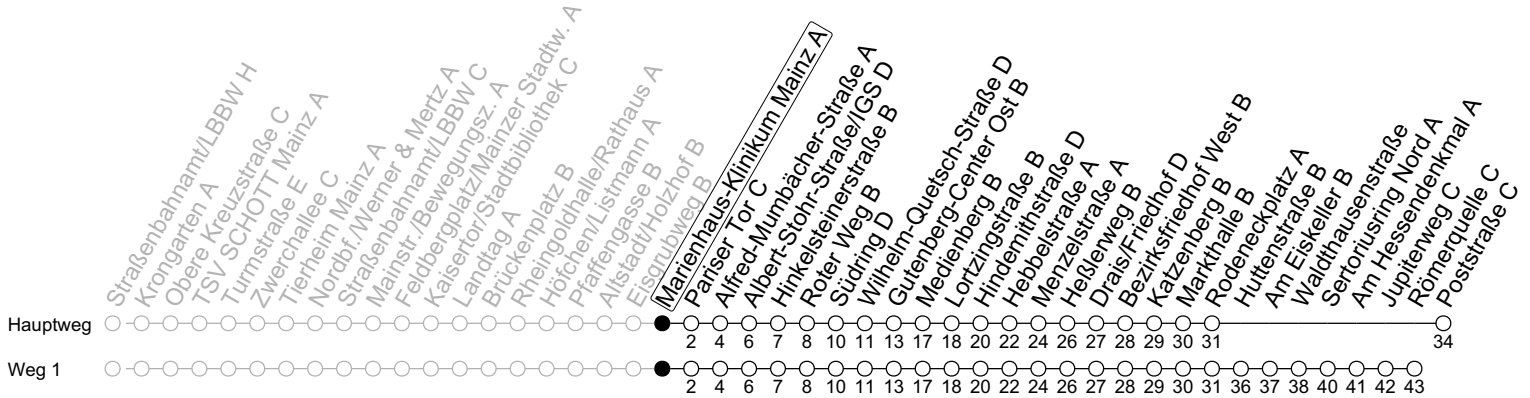 Straßenbahnamt/LBBW H
Krongarten A
Obere Kreuzstraße C
TSV SCHOTT Mainz A
Turmstraße E
Zwerchallee C
Tierheim Mainz A
Nordbf./Werner & Mertz A
Straßenbahnamt/LBBW C
Mainstr./Bewegungsz. A
Feldbergplatz/Mainzer Stadtw. A
Kaisertor/Stadtbibliothek C
Landtag A
Brückenplatz B
Rheingoldhalle/Rathaus A
Höfchen/Listmann A
Pfaffengasse B
Altstadt/Holzhof B
Eisgrubweg B
Marienhaus-Klinikum Mainz A
Pariser Tor C
Alfred-Mumbächer-Straße A
Albert-Stohr-Straße/IGS D
Hinkelsteinerstraße B
Roter Weg B
Südring D
Wilhelm-Quetsch-Straße D
Gutenberg-Center Ost B
Medienberg B
Lortzingstraße B
Hindemithstraße D
Hebbelstraße A
Menzelstraße A
Heßlerweg B
Drais/Friedhof D
Bezirksfriedhof West B
Katzenberg B
Markthalle B
Rodeneckplatz A
Huttenstraße B
Am Eiskeller B
Waldthausenstraße
Sertoriusring Nord A
Am Hessendenkmal A
Jupiterweg C
Römerquelle C
Poststraße C
Hauptweg
2 4 6 7 8 10 11 13 17 18 20 22 24 26 27 28 29 30 31 34
Weg 1
2 4 6 7 8 10 11 13 17 18 20 22 24 26 27 28 29 30 31 36 37 38 40 41 42 43